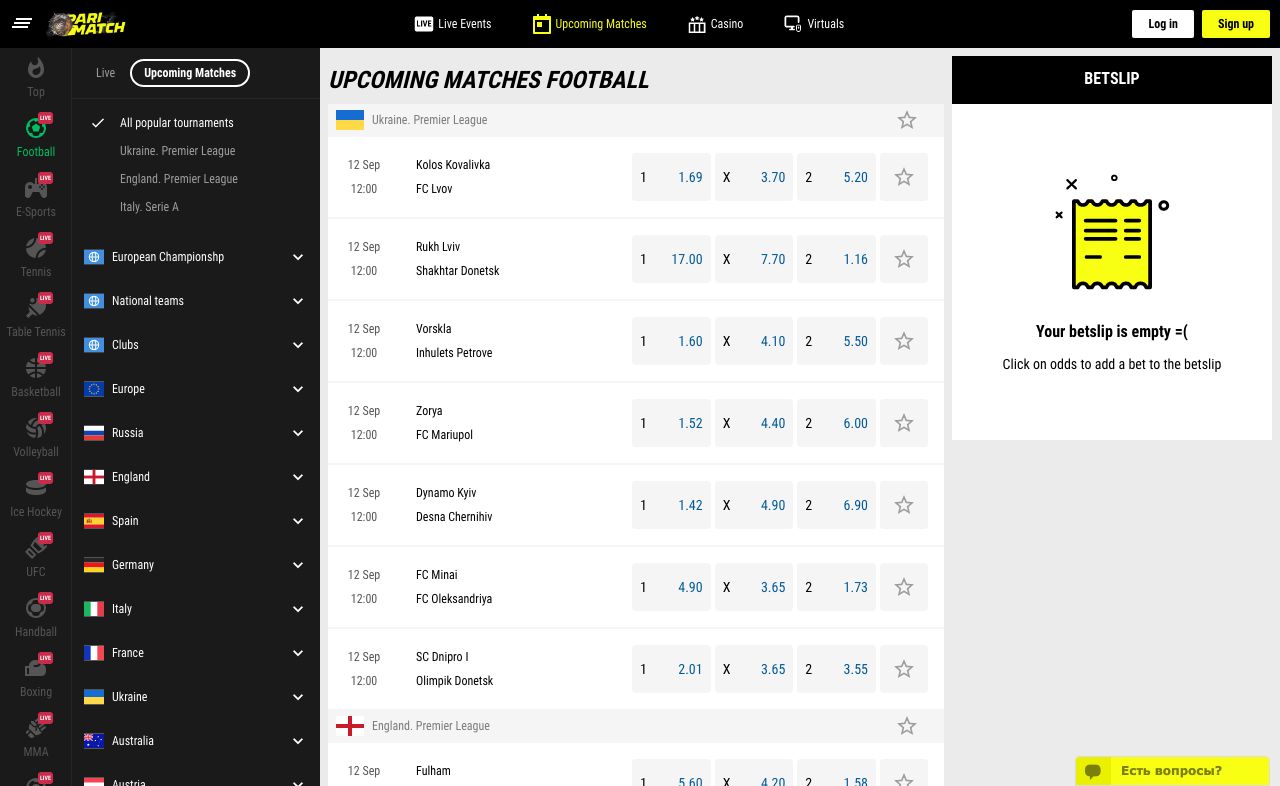 PARI MATCH
LIVE Live Events
Upcoming Matches
Casino
Virtuals
Log in
Sign up
Top
LIVE
Football
LIVE
E-Sports
LIVE
Tennis
LIVE
Table Tennis
LIVE
Basketball
LIVE
Volleyball
LIVE
Ice Hockey
LIVE
UFC
LIVE
Handball
LIVE
Boxing
LIVE
MMA
LIVE
Live
Upcoming Matches
All popular tournaments
Ukraine. Premier League
England. Premier League
Italy. Serie A
European Championshp
National teams
Clubs
Europe
Russia
England
Spain
Germany
Italy
France
Ukraine
Australia
Austria
UPCOMING MATCHES FOOTBALL
Ukraine. Premier League
12 Sep
12:00
Kolos Kovalivka
FC Lvov
1 1.69 X 3.70 2 5.20
12 Sep
12:00
Rukh Lviv
Shakhtar Donetsk
1 17.00 X 7.70 2 1.16
12 Sep
12:00
Vorskla
Inhulets Petrove
1 1.60 X 4.10 2 5.50
12 Sep
12:00
Zorya
FC Mariupol
1 1.52 X 4.40 2 6.00
12 Sep
12:00
Dynamo Kyiv
Desna Chernihiv
1 1.42 X 4.90 2 6.90
12 Sep
12:00
FC Minai
FC Oleksandriya
1 4.90 X 3.65 2 1.73
12 Sep
12:00
SC Dnipro I
Olimpik Donetsk
1 2.01 X 3.65 2 3.55
England. Premier League
12 Sep
Fulham
1 5.60 X 4.20 2 1.58
BETSLIP
Your betslip is empty =(
Click on odds to add a bet to the betslip
Есть вопросы?